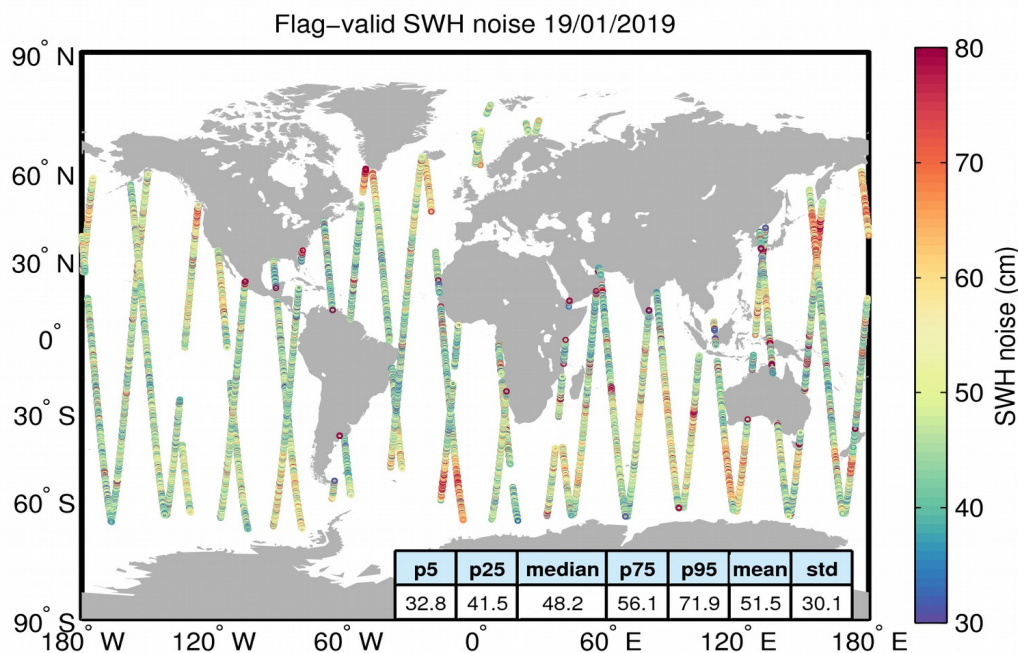 Flag−valid SWH noise 19/01/2019
90° N
60° N
30° N
0°
30° S
60° S
90° S
180° W
120° W
60° W
0°
60° E
120° E
180° E
80
70
60
50
40
30
SWH noise (cm)
p5 p25 median p75 p95 mean std
32.8 41.5 48.2 56.1 71.9 51.5 30.1